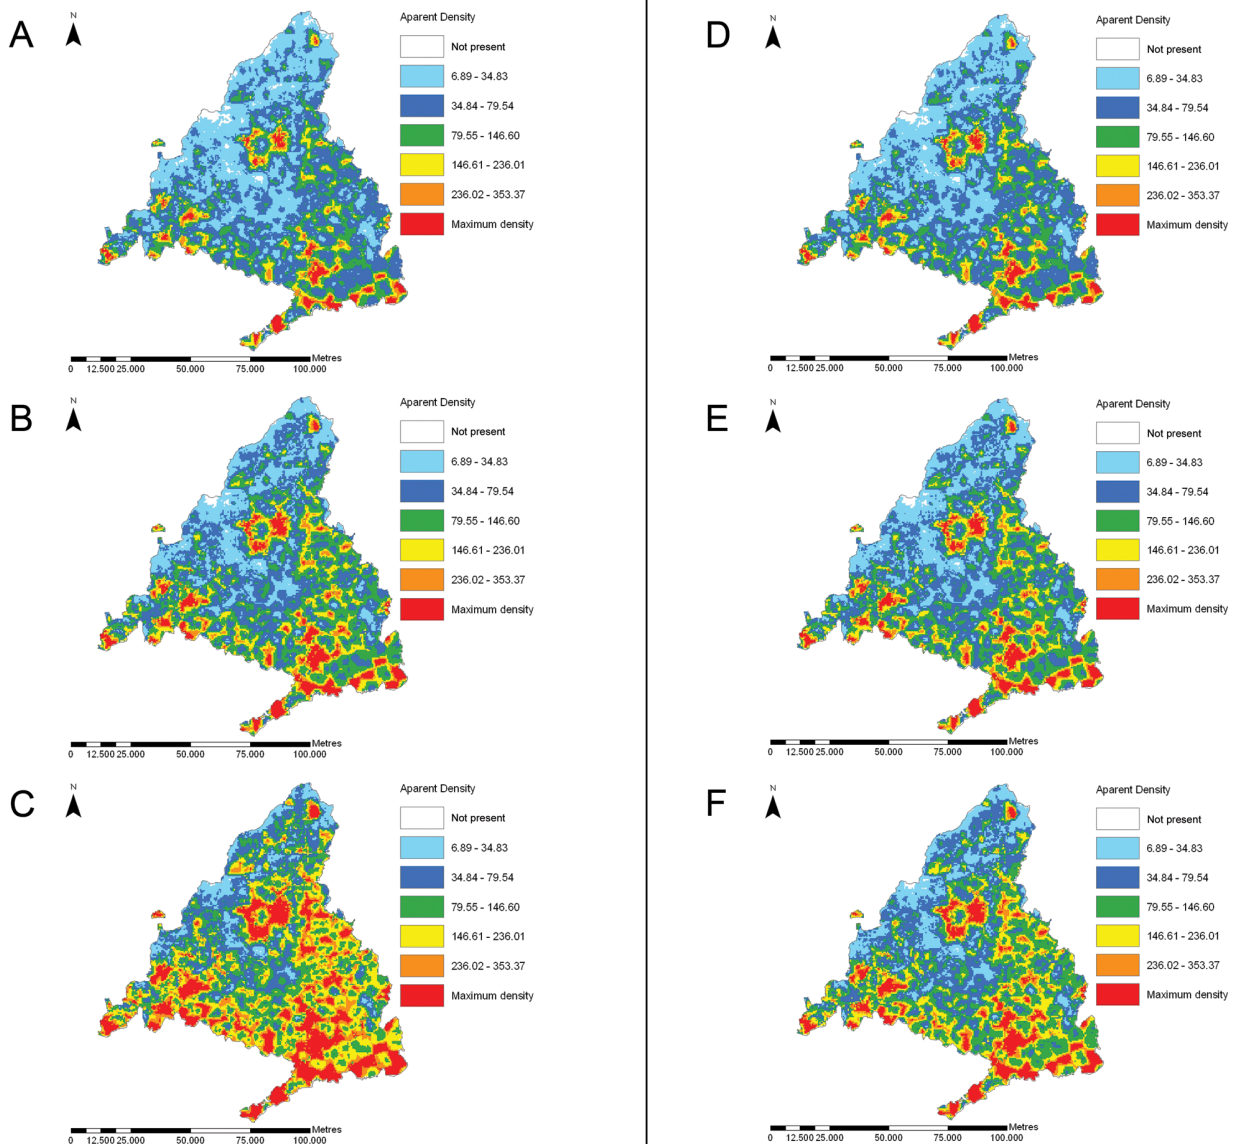 A
N
Aparent Density
Not present
6.89 - 34.83
34.84 - 79.54
79.55 - 146.60
146.61 - 236.01
236.02 - 353.37
Maximum density
Metres
0 12.500 25.000 50.000 75.000 100.000
B
N
Aparent Density
Not present
6.89 - 34.83
34.84 - 79.54
79.55 - 146.60
146.61 - 236.01
236.02 - 353.37
Maximum density
Metres
0 12.500 25.000 50.000 75.000 100.000
C
N
Aparent Density
Not present
6.89 - 34.83
34.84 - 79.54
79.55 - 146.60
146.61 - 236.01
236.02 - 353.37
Maximum density
Metres
0 12.500 25.000 50.000 75.000 100.000
D
N
Aparent Density
Not present
6.89 - 34.83
34.84 - 79.54
79.55 - 146.60
146.61 - 236.01
236.02 - 353.37
Maximum density
Metres
0 12.500 25.000 50.000 75.000 100.000
E
N
Aparent Density
Not present
6.89 - 34.83
34.84 - 79.54
79.55 - 146.60
146.61 - 236.01
236.02 - 353.37
Maximum density
Metres
0 12.500 25.000 50.000 75.000 100.000
F
N
Aparent Density
Not present
6.89 - 34.83
34.84 - 79.54
79.55 - 146.60
146.61 - 236.01
236.02 - 353.37
Maximum density
Metres
0 12.500 25.000 50.000 75.000 100.000